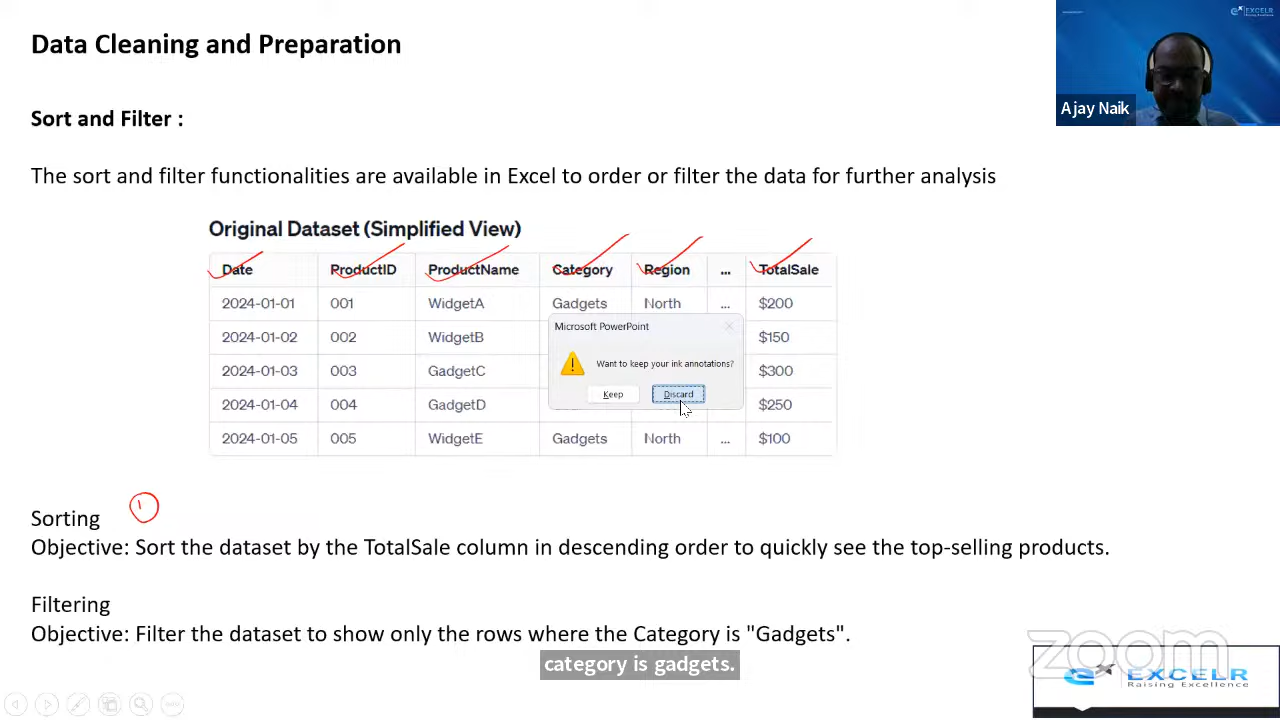 Data Cleaning and Preparation
EXCELR
Raising Excellence
Ajay Naik
Sort and Filter :
The sort and filter functionalities are available in Excel to order or filter the data for further analysis
Original Dataset (Simplified View)
Date ProductID ProductName Category Region ... TotalSale
2024-01-01 001 WidgetA Gadgets North ... $200
2024-01-02 002 WidgetB $150
2024-01-03 003 GadgetC $300
2024-01-04 004 GadgetD $250
2024-01-05 005 WidgetE Gadgets North ... $100
Microsoft PowerPoint
Want to keep your ink annotations?
Keep Discard
Sorting
Objective: Sort the dataset by the TotalSale column in descending order to quickly see the top-selling products.
Filtering
Objective: Filter the dataset to show only the rows where the Category is "Gadgets".
category is gadgets.
zoom
EXCELR
Raising Excellence